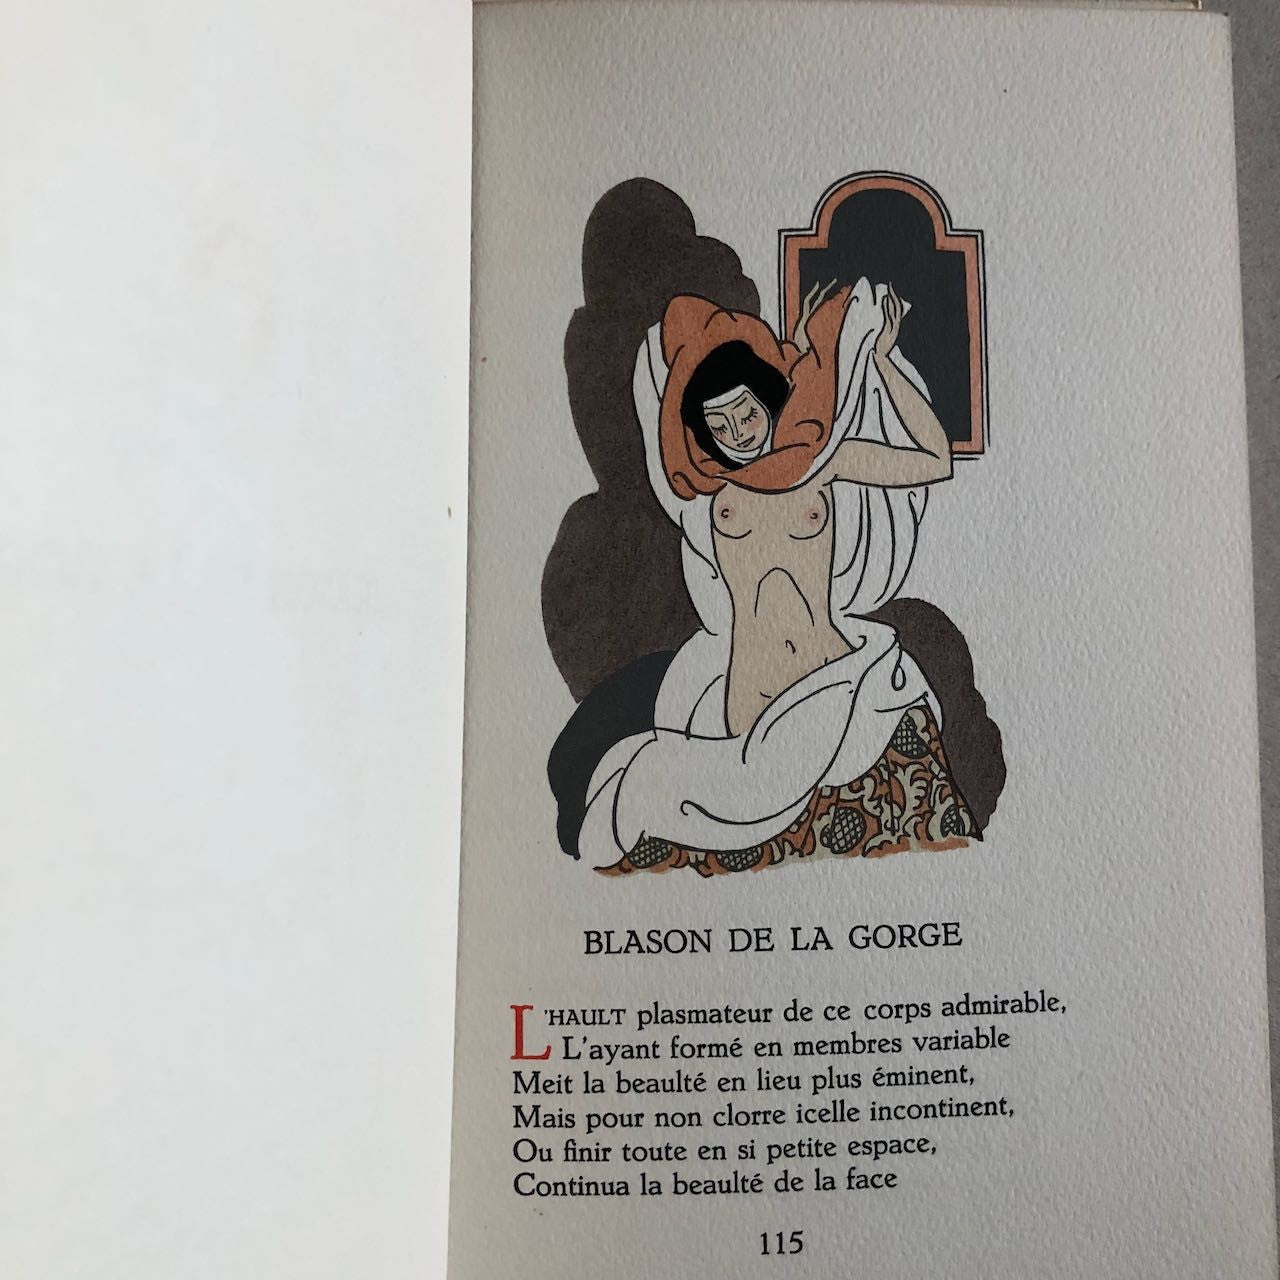 BLASON DE LA GORGE
L'HAULT plasmateur de ce corps admirable,
L'ayant formé en membres variable
Meit la beaulté en lieu plus éminent,
Mais pour non clorre icelle incontinent,
Ou finir toute en si petite espace,
Continua la beaulté de la face
115